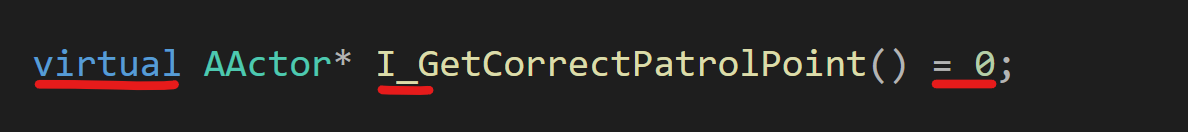 virtual AActor* I_GetCorrectPatrolPoint() = 0;